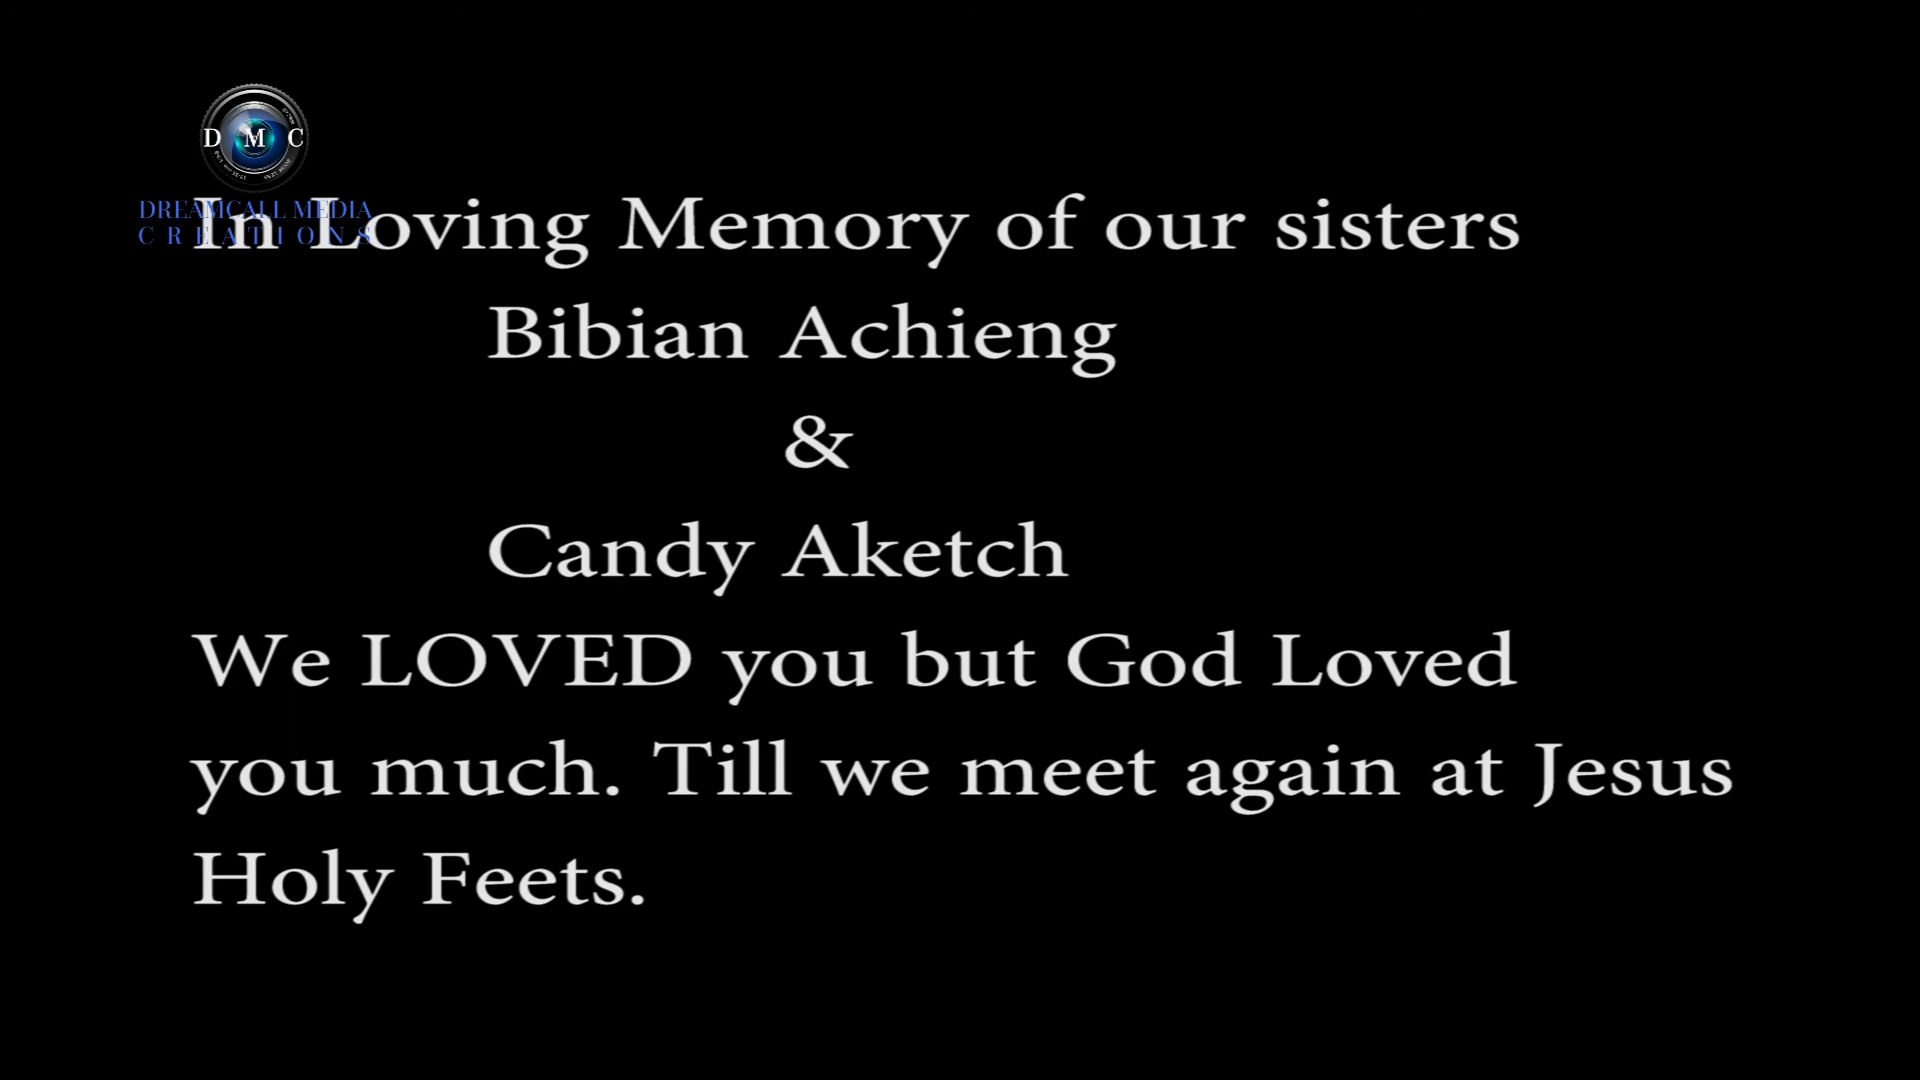 D M C
DREAMCALL MEDIA
CREATIONS
In Loving Memory of our sisters
Bibian Achieng
&
Candy Aketch
We LOVED you but God Loved
you much. Till we meet again at Jesus
Holy Feets.